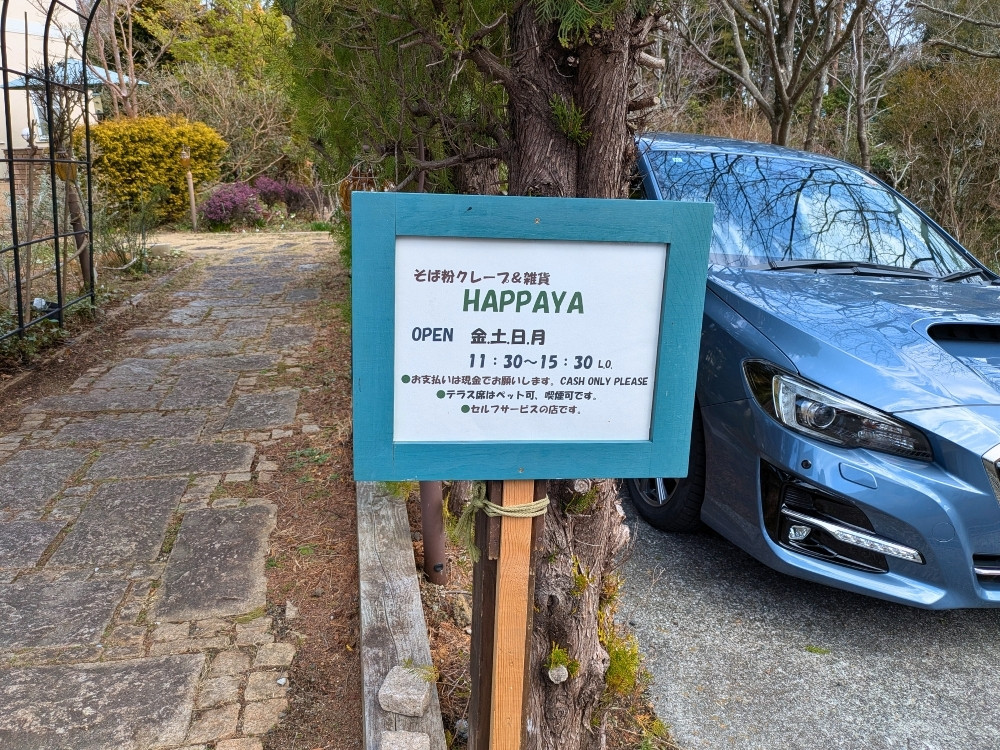 そば粉クレープ&雑貨
HAPPAYA
OPEN 金.土.日.月
11：30～15：30 L.O.
●お支払いは現金でお願いします。CASH ONLY PLEASE
●テラス席はペット可、喫煙可です。
●セルフサービスの店です。